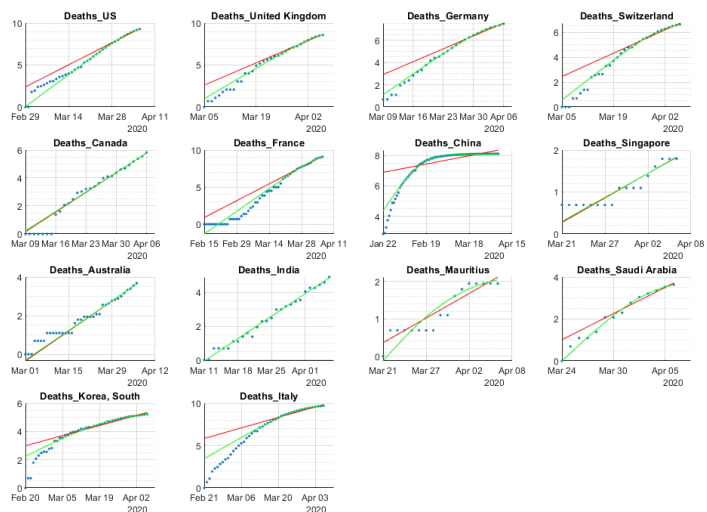 Deaths_US
10
5
0
Feb 29 Mar 14 Mar 28 Apr 11
2020
Deaths_United Kingdom
10
5
0
Mar 05 Mar 19 Apr 02
2020
Deaths_Germany
6
4
2
0
Mar 09 Mar 16 Mar 23 Mar 30 Apr 06
2020
Deaths_Switzerland
6
4
2
0
Mar 05 Mar 19 Apr 02
2020
Deaths_Canada
6
4
2
0
Mar 09 Mar 16 Mar 23 Mar 30 Apr 06
2020
Deaths_France
10
5
0
Feb 15 Feb 29 Mar 14 Mar 28 Apr 11
2020
Deaths_China
8
6
4
Jan 22 Feb 19 Mar 18 Apr 15
2020
Deaths_Singapore
2
1
0
Mar 21 Mar 27 Apr 02 Apr 08
2020
Deaths_Australia
4
2
0
Mar 01 Mar 15 Mar 29 Apr 12
2020
Deaths_India
4
2
0
Mar 11 Mar 18 Mar 25 Apr 01
2020
Deaths_Mauritius
2
1
0
Mar 21 Mar 27 Apr 02 Apr 08
2020
Deaths_Saudi Arabia
4
2
0
Mar 24 Mar 30 Apr 05
2020
Deaths_Korea, South
6
4
2
0
Feb 20 Mar 05 Mar 19 Apr 02
2020
Deaths_Italy
10
5
0
Feb 21 Mar 06 Mar 20 Apr 03
2020